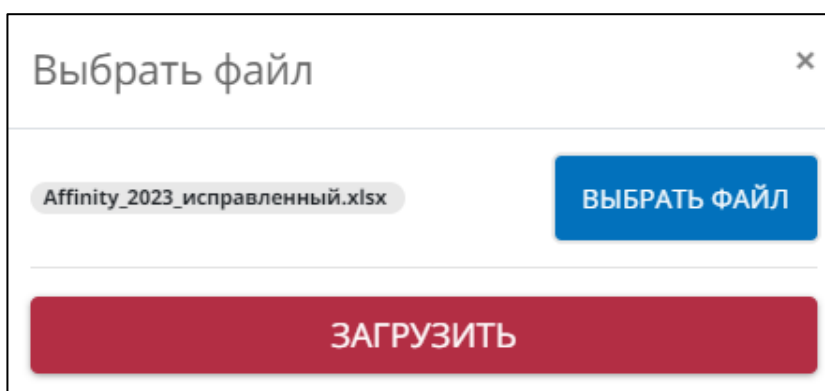 Выбрать файл ×
Affinity_2023_исправленный.xlsx ВЫБРАТЬ ФАЙЛ
ЗАГРУЗИТЬ